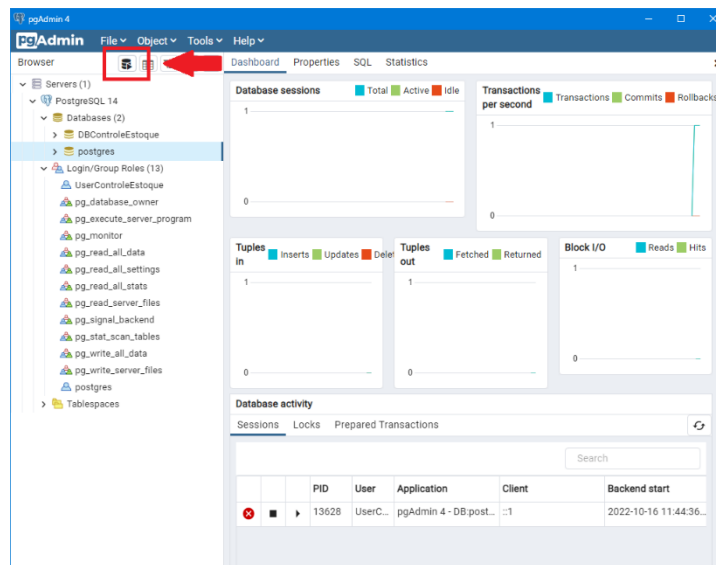 pgAdmin 4
pgAdmin File Object Tools Help
Browser
Dashboard Properties SQL Statistics
Servers (1)
PostgreSQL 14
Databases (2)
DBControleEstoque
postgres
Login/Group Roles (13)
UserControleEstoque
pg_database_owner
pg_execute_server_program
pg_monitor
pg_read_all_data
pg_read_all_settings
pg_read_all_stats
pg_read_server_files
pg_signal_backend
pg_stat_scan_tables
pg_write_all_data
pg_write_server_files
postgres
Tablespaces
Database sessions Total Active Idle
1
0
Transactions per second Transactions Commits Rollbacks
1
0
Tuples in Inserts Updates Delet
1
0
Tuples out Fetched Returned
1
0
Block I/O Reads Hits
1
0
Database activity
Sessions Locks Prepared Transactions
Search
PID User Application Client Backend start
13628 UserC... pgAdmin 4 - DB:post... ::1 2022-10-16 11:44:36...